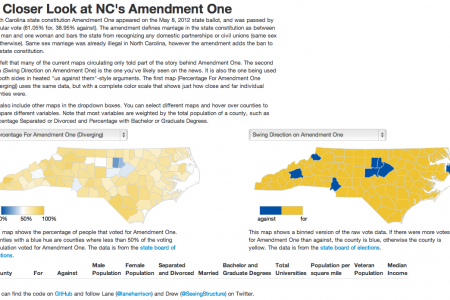 Closer Look at NC's Amendment One
th Carolina state constitution Amendment One appeared on the May 8, 2012 state ballot, and was passed by
ular vote (61.05% for, 38.95% against). The amendment defines marriage in the state constitution as between
man and one woman and bars the state from recognizing any domestic partnerships or civil unions (same sex
otherwise). Same sex marriage was already illegal in North Carolina, however the amendment adds the ban to
state constitution.
felt that many of the current maps circulating only told part of the story behind Amendment One. The second
(Swing Direction on Amendment One) is the one you've likely seen on the news. It is also the one being used
both sides in heated "us against them"-style arguments. The first map (Percentage For Amendment One
verging) uses the same data, but with a complete color scale that shows just how close and far individual
nties were.
also include other maps in the dropdown boxes. You can select different maps and hover over counties to
pare different variables. Note that most variables are weighted by the total population of a county, such as
centage Separated or Divorced and Percentage with Bachelor or Graduate Degrees.
ercentage For Amendment One (Diverging)
Swing Direction on Amendment One
0% 50% 100%
against for
map shows the percentage of people that voted for Amendment One.
nties with a blue hue are counties where less than 50% of the voting
ulation voted for Amendment One. The data is from the state board of
tions.
This map shows a binned version of the raw vote data. If there were more votes
for Amendment One than against, the county is blue, otherwise the county is
yellow. The data is from the state board of elections.
unty For Against Male Population Female Population Separated and Divorced Married Bachelor and Graduate Degrees Total Universities Population per square mile Veteran Population Median Income
can find the code on GitHub and follow Lane (@laneharrison) and Drew (@SeeingStructure) on Twitter.